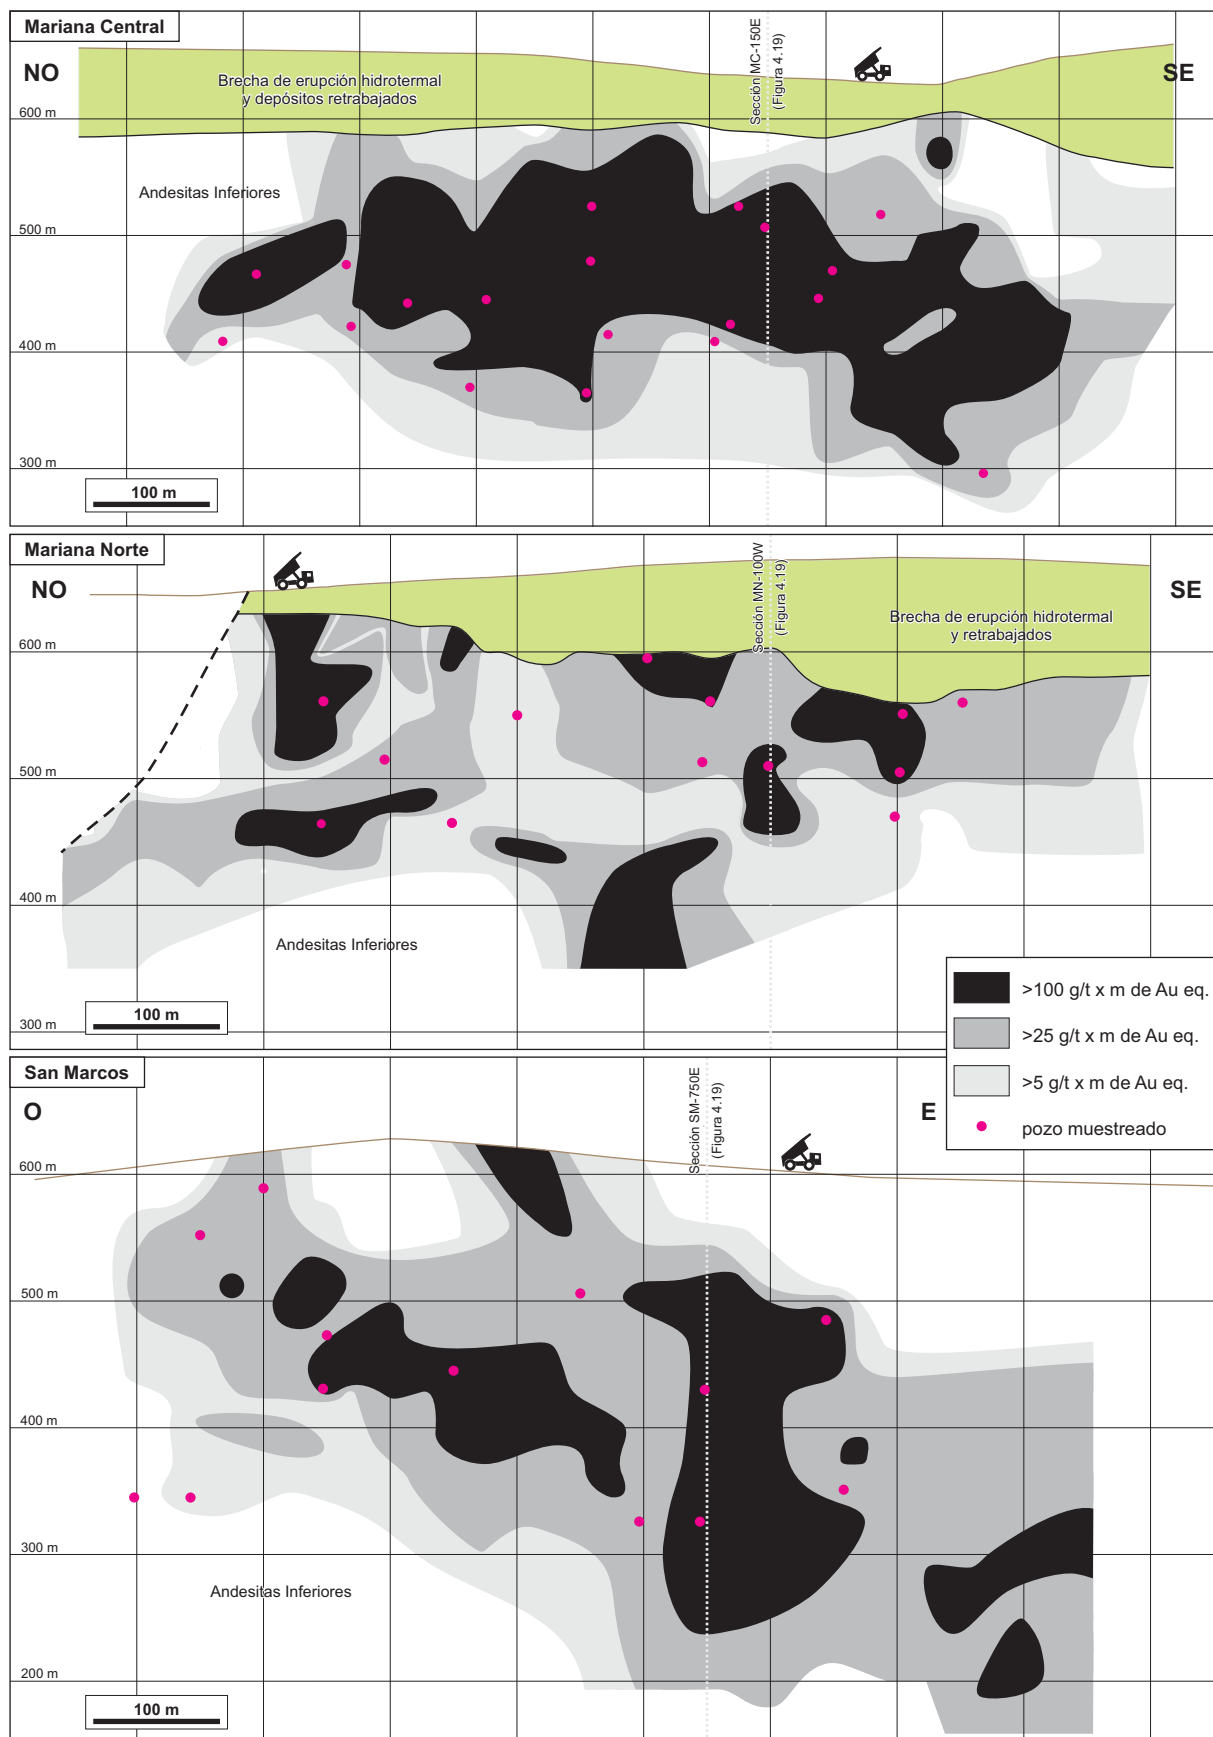 Mariana Central
NO
SE
Brecha de erupción hidrotermal
y depósitos retrabajados
Sección MC-150E
(Figura 4.19)
600 m
Andesitas Inferiores
500 m
400 m
300 m
100 m
Mariana Norte
NO
SE
Sección MN-100W
(Figura 4.19)
Brecha de erupción hidrotermal
y retrabajados
600 m
500 m
400 m
Andesitas Inferiores
100 m
300 m
>100 g/t x m de Au eq.
>25 g/t x m de Au eq.
>5 g/t x m de Au eq.
pozo muestreado
San Marcos
O
E
Sección SM-750E
(Figura 4.19)
600 m
500 m
400 m
300 m
Andesitas Inferiores
200 m
100 m